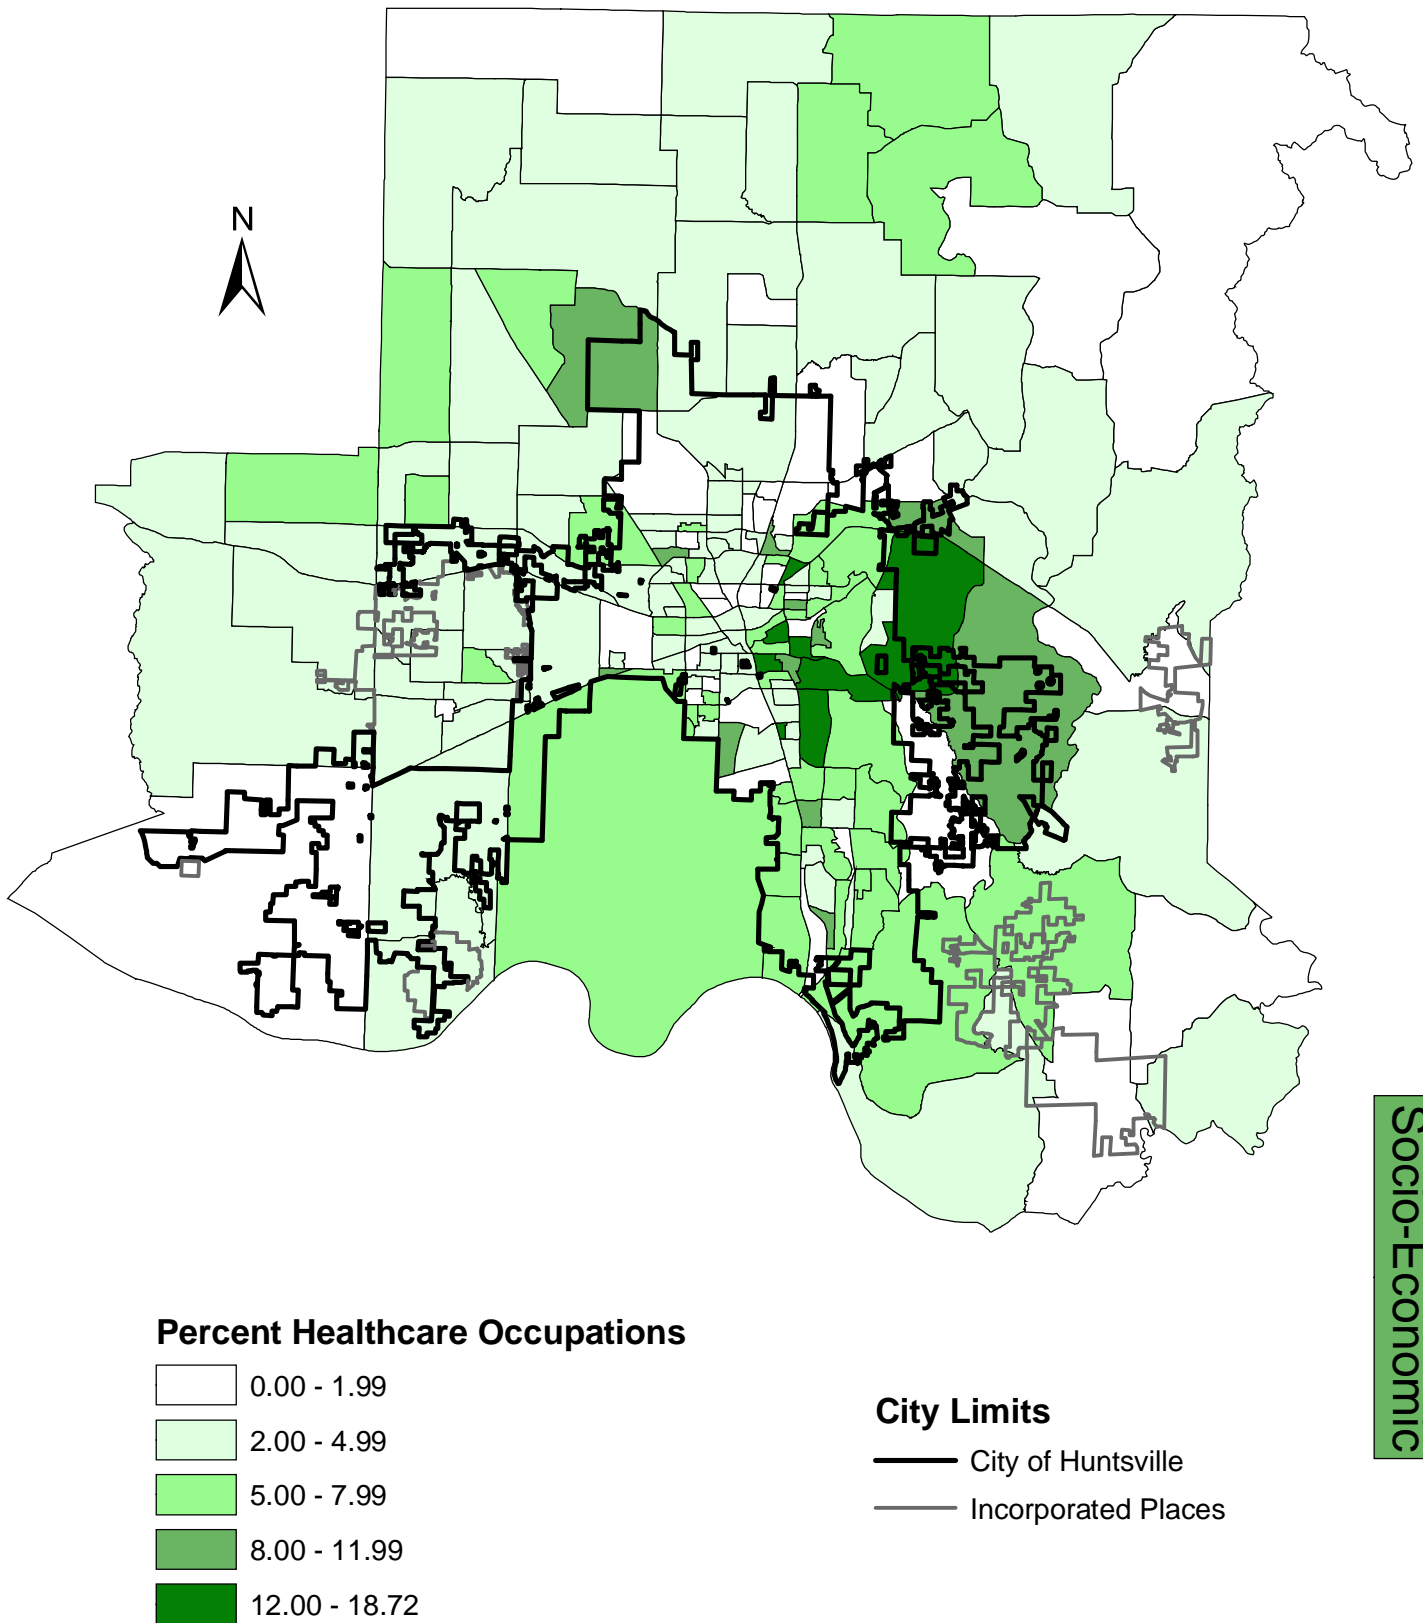 N
Socio-Economic
Percent Healthcare Occupations
0.00 - 1.99
2.00 - 4.99
5.00 - 7.99
8.00 - 11.99
12.00 - 18.72
City Limits
City of Huntsville
Incorporated Places